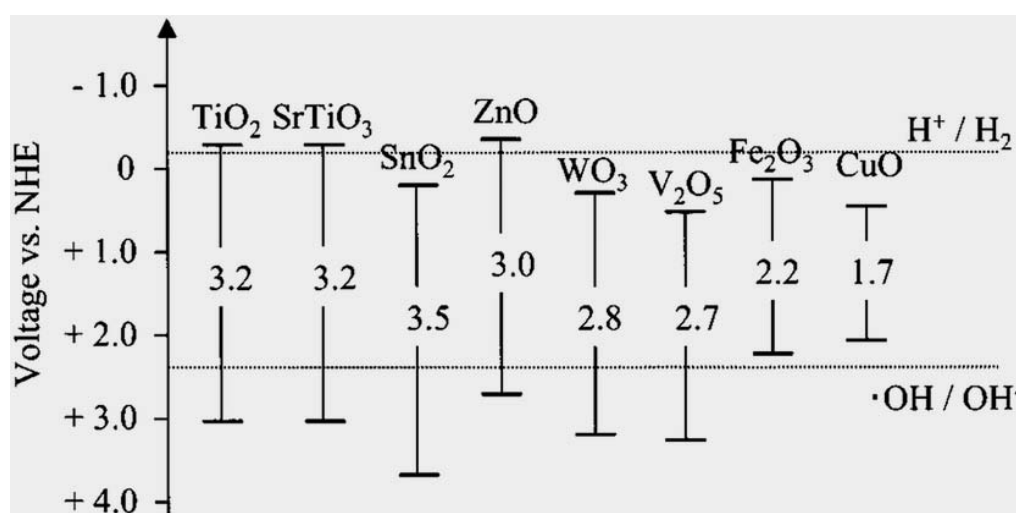 Voltage vs. NHE
- 1.0
0
+ 1.0
+ 2.0
+ 3.0
+ 4.0
TiO₂
SrTiO₃
SnO₂
ZnO
WO₃
V₂O₅
Fe₂O₃
CuO
H⁺ / H₂
3.2
3.2
3.5
3.0
2.8
2.7
2.2
1.7
·OH / OH⁻